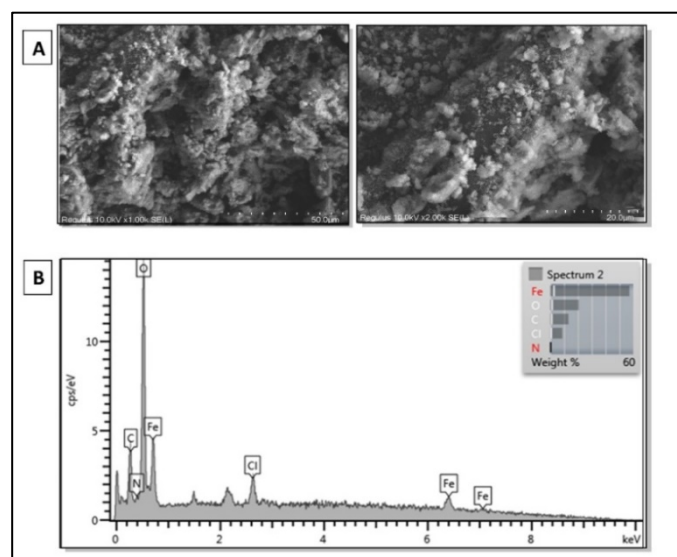 A
Regulus 10.0kV x1.00k SE(L) 50.0μm
Regulus 10.0kV x2.00k SE(L) 20.0μm
B
cps/eV
10
5
0
O
C
N
Fe
Cl
Fe
Fe
0 2 4 6 8 keV
Spectrum 2
Fe
O
C
Cl
N
Weight % 60